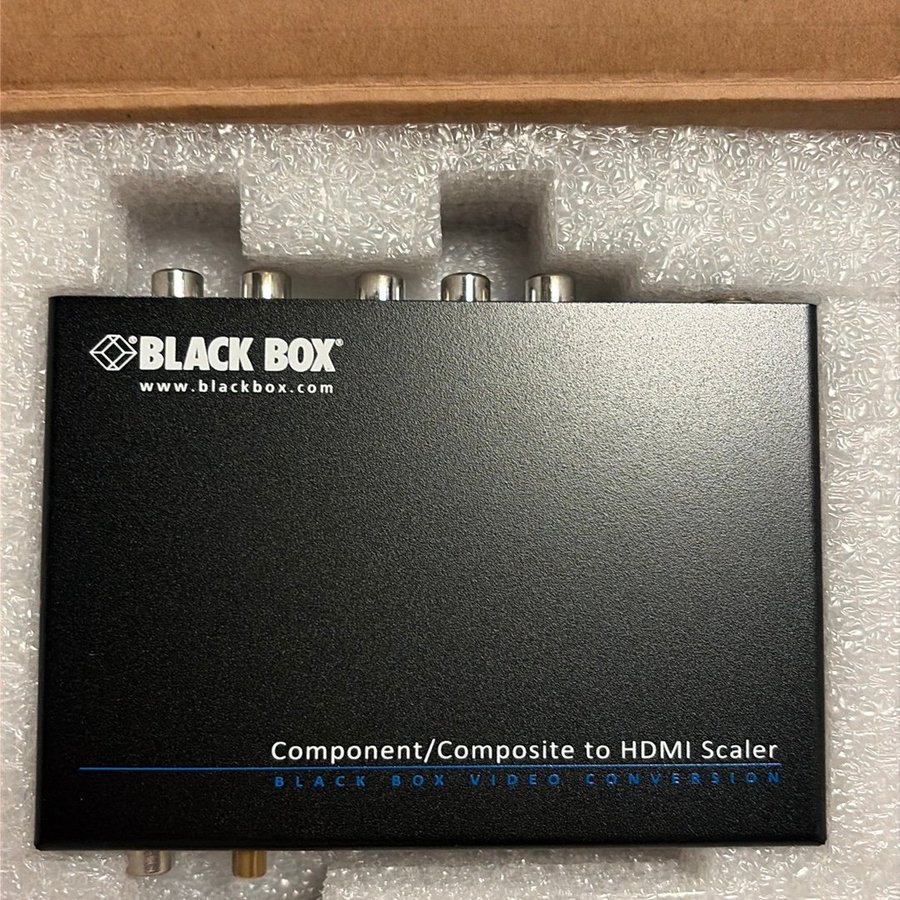 BLACK BOX®
www.blackbox.com
Component/Composite to HDMI Scaler
BLACK BOX VIDEO CONVERSION